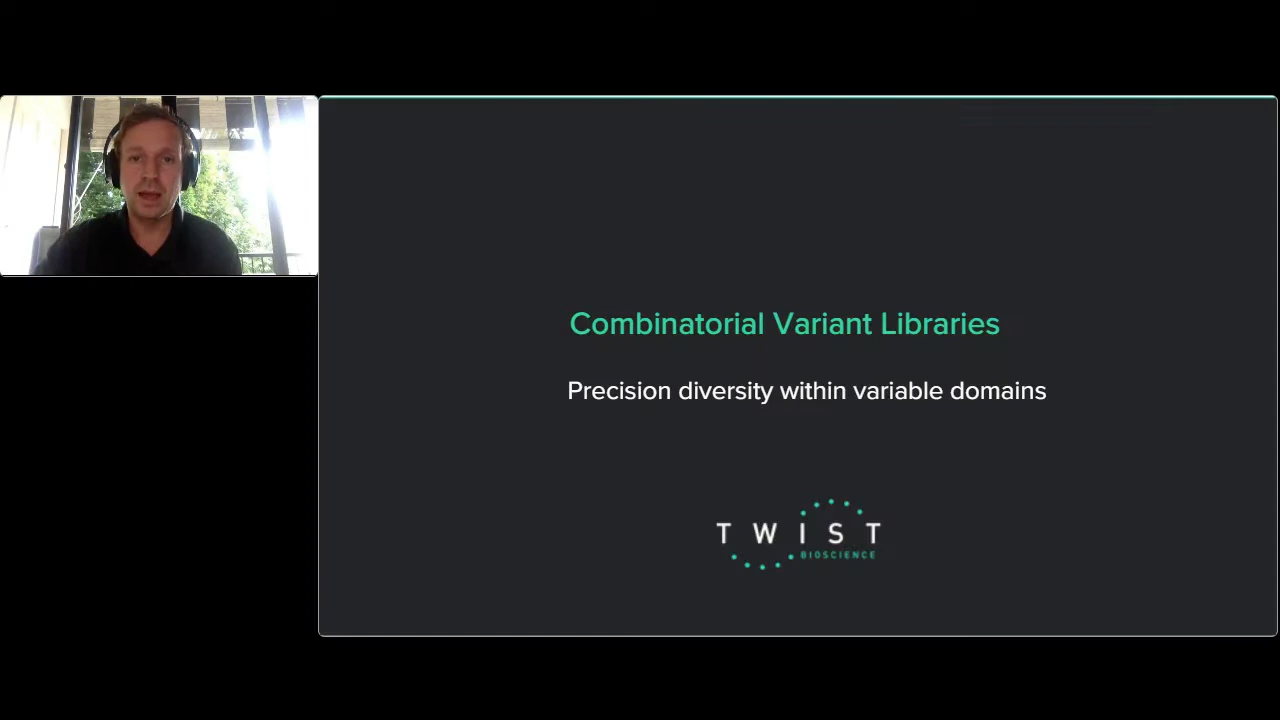 Combinatorial Variant Libraries
Precision diversity within variable domains
TWIST
BIOSCIENCE